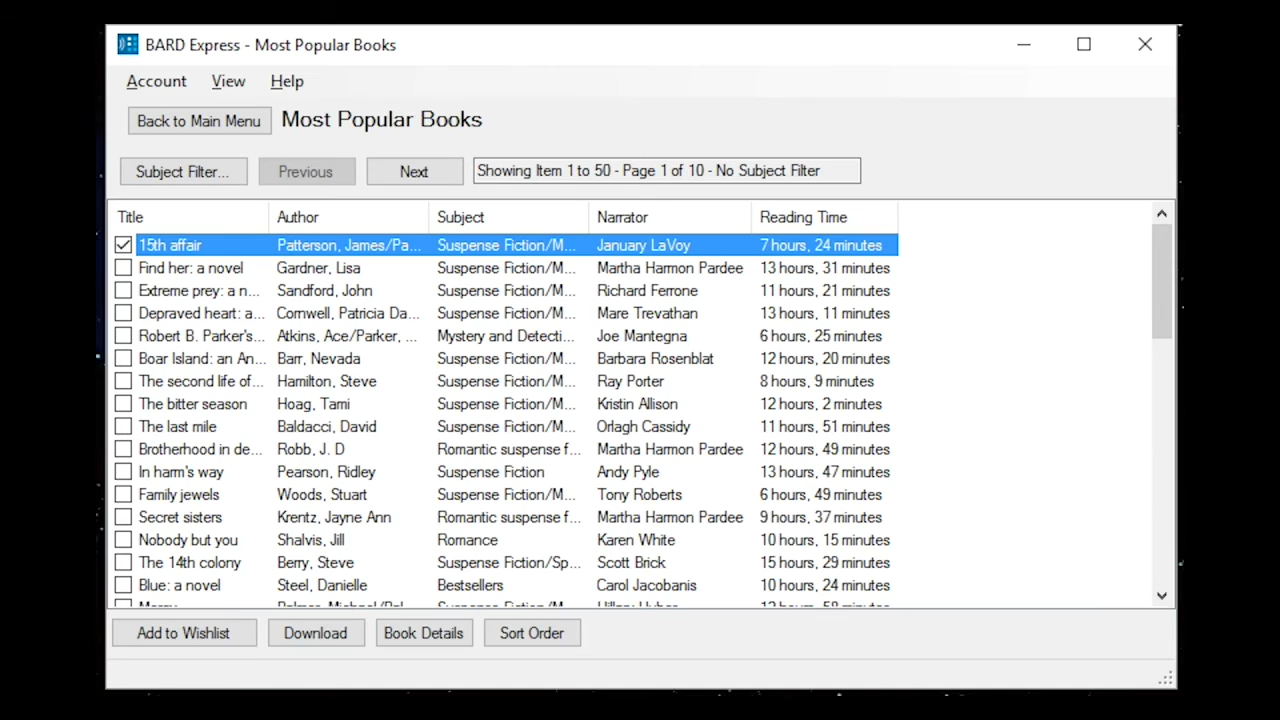 BARD Express - Most Popular Books
Account View Help
Back to Main Menu Most Popular Books
Subject Filter... Previous Next Showing Item 1 to 50 - Page 1 of 10 - No Subject Filter
Title Author Subject Narrator Reading Time
15th affair Patterson, James/Pa... Suspense Fiction/M... January LaVoy 7 hours, 24 minutes
Find her: a novel Gardner, Lisa Suspense Fiction/M... Martha Harmon Pardee 13 hours, 31 minutes
Extreme prey: a n... Sandford, John Suspense Fiction/M... Richard Ferrone 11 hours, 21 minutes
Depraved heart: a... Cornwell, Patricia Da... Suspense Fiction/M... Mare Trevathan 13 hours, 11 minutes
Robert B. Parker's... Atkins, Ace/Parker, ... Mystery and Detecti... Joe Mantegna 6 hours, 25 minutes
Boar Island: an An... Barr, Nevada Suspense Fiction/M... Barbara Rosenblat 12 hours, 20 minutes
The second life of... Hamilton, Steve Suspense Fiction/M... Ray Porter 8 hours, 9 minutes
The bitter season Hoag, Tami Suspense Fiction/M... Kristin Allison 12 hours, 2 minutes
The last mile Baldacci, David Suspense Fiction/M... Orlagh Cassidy 11 hours, 51 minutes
Brotherhood in de... Robb, J. D Romantic suspense f... Martha Harmon Pardee 12 hours, 49 minutes
In harm's way Pearson, Ridley Suspense Fiction Andy Pyle 13 hours, 47 minutes
Family jewels Woods, Stuart Suspense Fiction/M... Tony Roberts 6 hours, 49 minutes
Secret sisters Krentz, Jayne Ann Romantic suspense f... Martha Harmon Pardee 9 hours, 37 minutes
Nobody but you Shalvis, Jill Romance Karen White 10 hours, 15 minutes
The 14th colony Berry, Steve Suspense Fiction/Sp... Scott Brick 15 hours, 29 minutes
Blue: a novel Steel, Danielle Bestsellers Carol Jacobanis 10 hours, 24 minutes
Add to Wishlist Download Book Details Sort Order